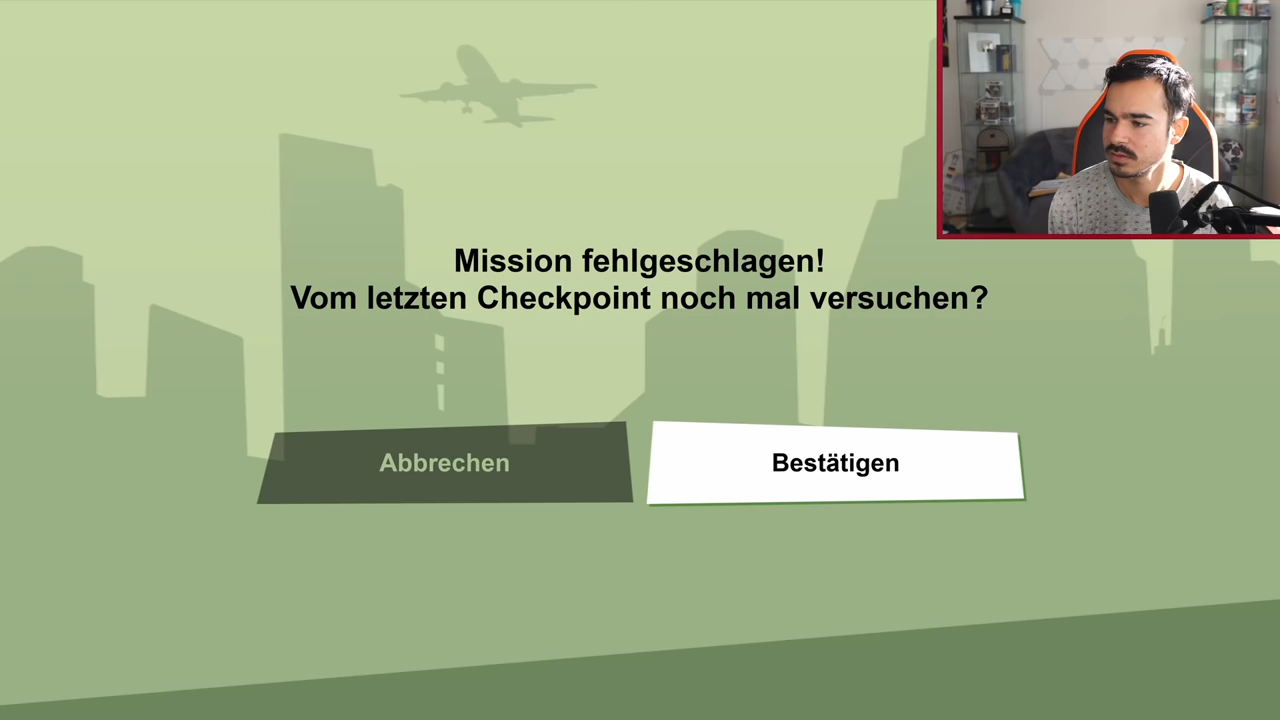 Mission fehlgeschlagen!
Vom letzten Checkpoint noch mal versuchen?
Abbrechen
Bestätigen